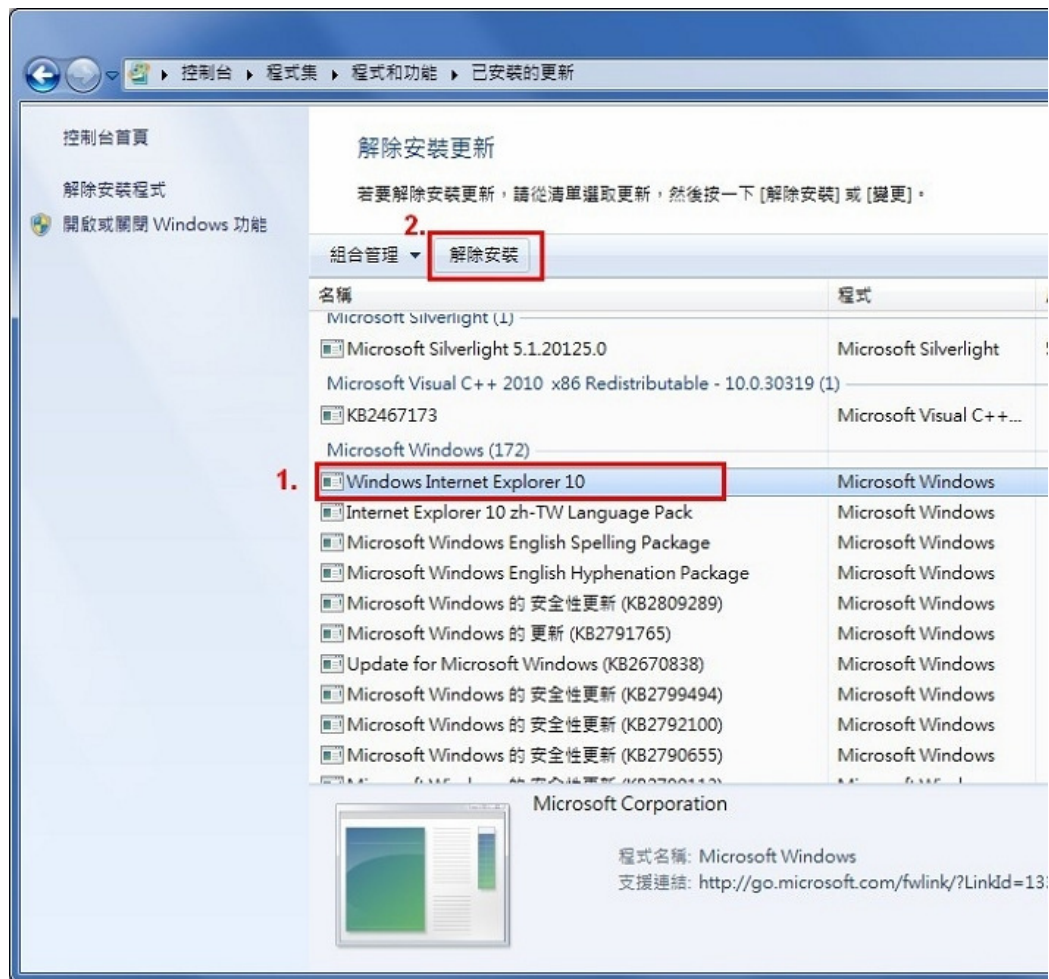 控制台 ▸ 程式集 ▸ 程式和功能 ▸ 已安裝的更新
控制台首頁
解除安裝程式
開啟或關閉 Windows 功能
解除安裝更新
若要解除安裝更新，請從清單選取更新，然後按一下 [解除安裝] 或 [變更]。
2.
組合管理 ▼ 解除安裝
名稱 程式
Microsoft Silverlight (1)
Microsoft Silverlight 5.1.20125.0 Microsoft Silverlight
Microsoft Visual C++ 2010 x86 Redistributable - 10.0.30319 (1)
KB2467173 Microsoft Visual C++...
Microsoft Windows (172)
1. Windows Internet Explorer 10 Microsoft Windows
Internet Explorer 10 zh-TW Language Pack Microsoft Windows
Microsoft Windows English Spelling Package Microsoft Windows
Microsoft Windows English Hyphenation Package Microsoft Windows
Microsoft Windows 的 安全性更新 (KB2809289) Microsoft Windows
Microsoft Windows 的 更新 (KB2791765) Microsoft Windows
Update for Microsoft Windows (KB2670838) Microsoft Windows
Microsoft Windows 的 安全性更新 (KB2799494) Microsoft Windows
Microsoft Windows 的 安全性更新 (KB2792100) Microsoft Windows
Microsoft Windows 的 安全性更新 (KB2790655) Microsoft Windows
Microsoft Corporation
程式名稱: Microsoft Windows
支援連結: http://go.microsoft.com/fwlink/?LinkId=13